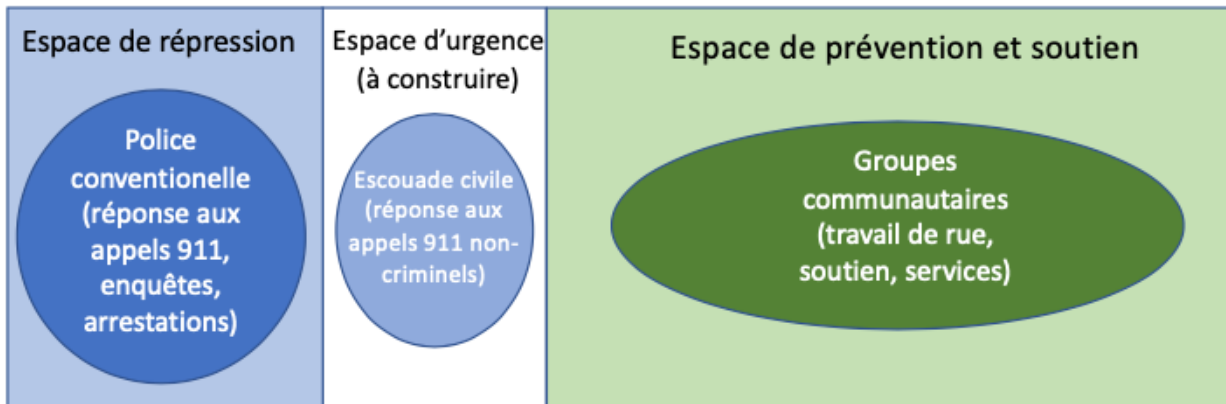 Espace de répression
Police
conventionelle
(réponse aux
appels 911,
enquêtes,
arrestations)
Espace d’urgence
(à construire)
Escouade civile
(réponse aux
appels 911 non-
criminels)
Espace de prévention et soutien
Groupes
communautaires
(travail de rue,
soutien, services)